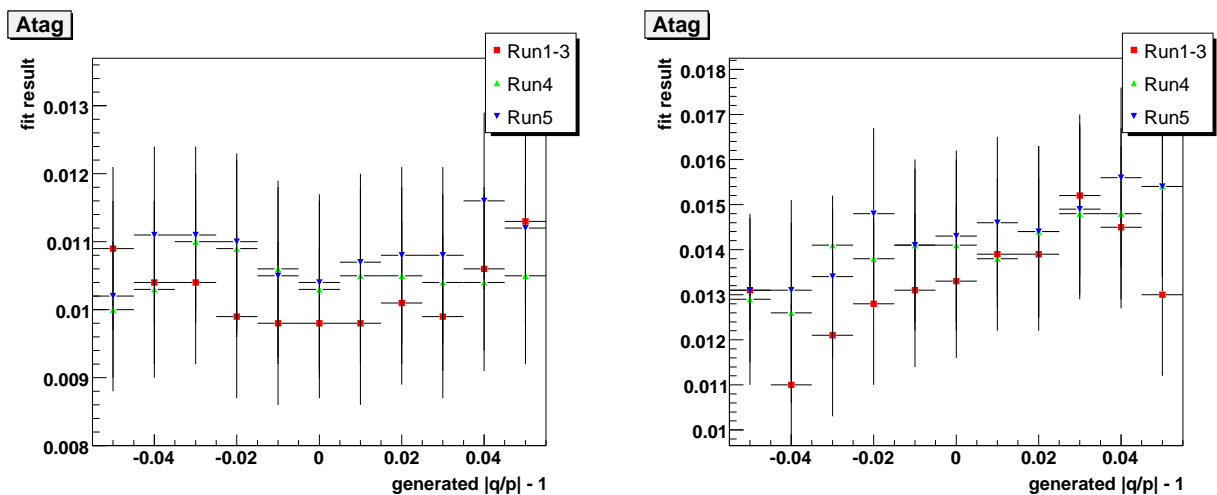 Atag
fit result
Run1-3
Run4
Run5
0.013
0.012
0.011
0.01
0.009
0.008
-0.04
-0.02
0
0.02
0.04
generated |q/p| - 1
Atag
fit result
Run1-3
Run4
Run5
0.018
0.017
0.016
0.015
0.014
0.013
0.012
0.011
0.01
-0.04
-0.02
0
0.02
0.04
generated |q/p| - 1